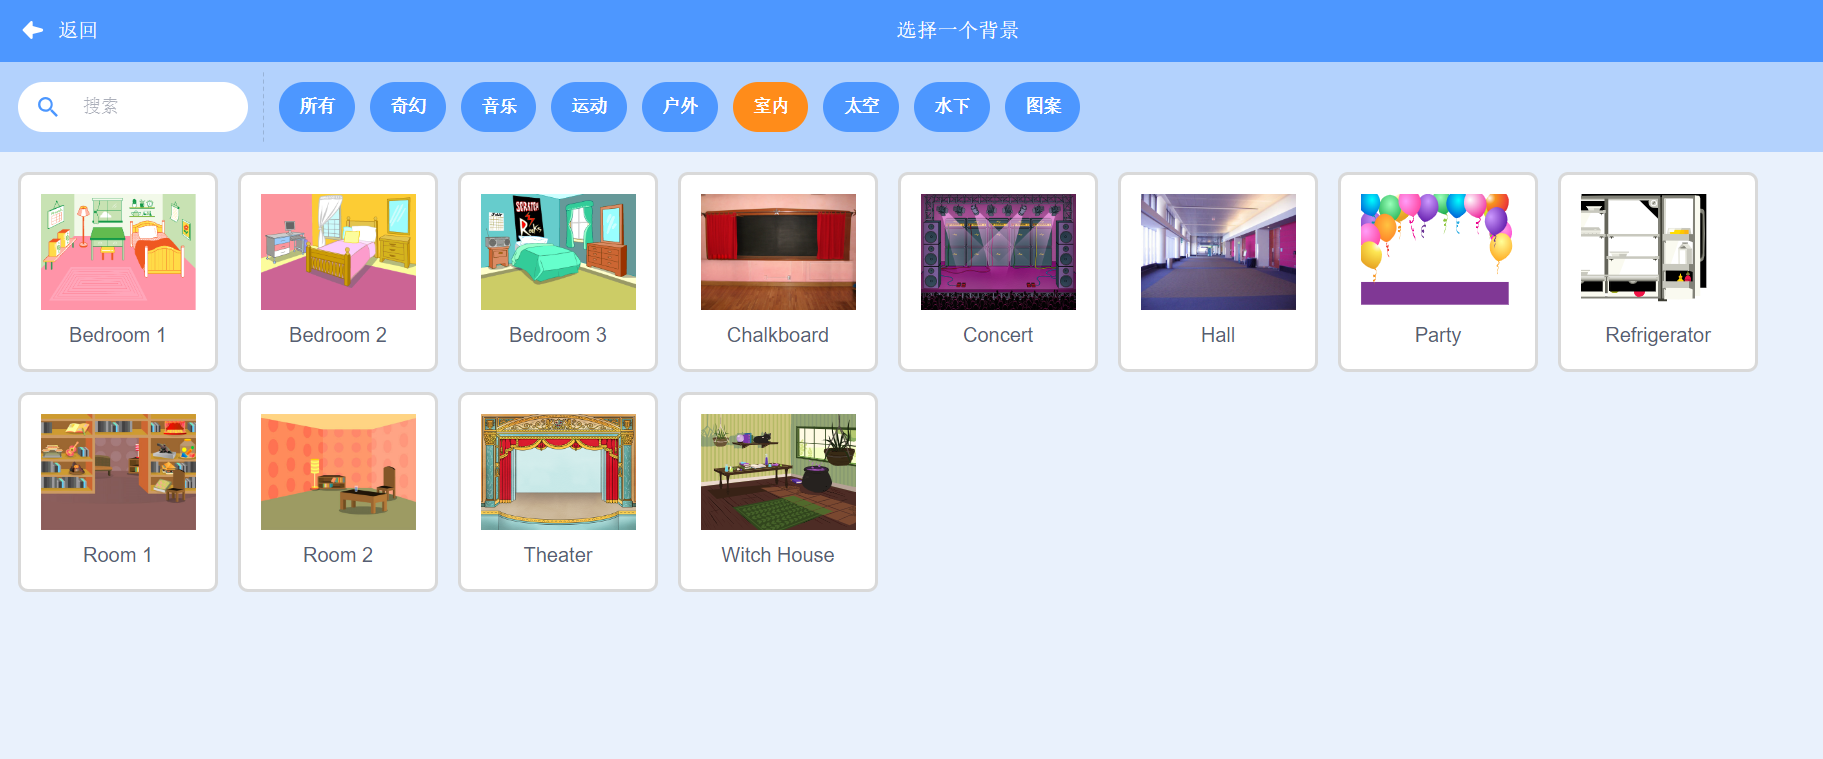 返回
选择一个背景
搜索
所有
奇幻
音乐
运动
户外
室内
太空
水下
图案
SCRATCH
Rocks
Bedroom 1
Bedroom 2
Bedroom 3
Chalkboard
Concert
Hall
Party
Refrigerator
Room 1
Room 2
Theater
Witch House